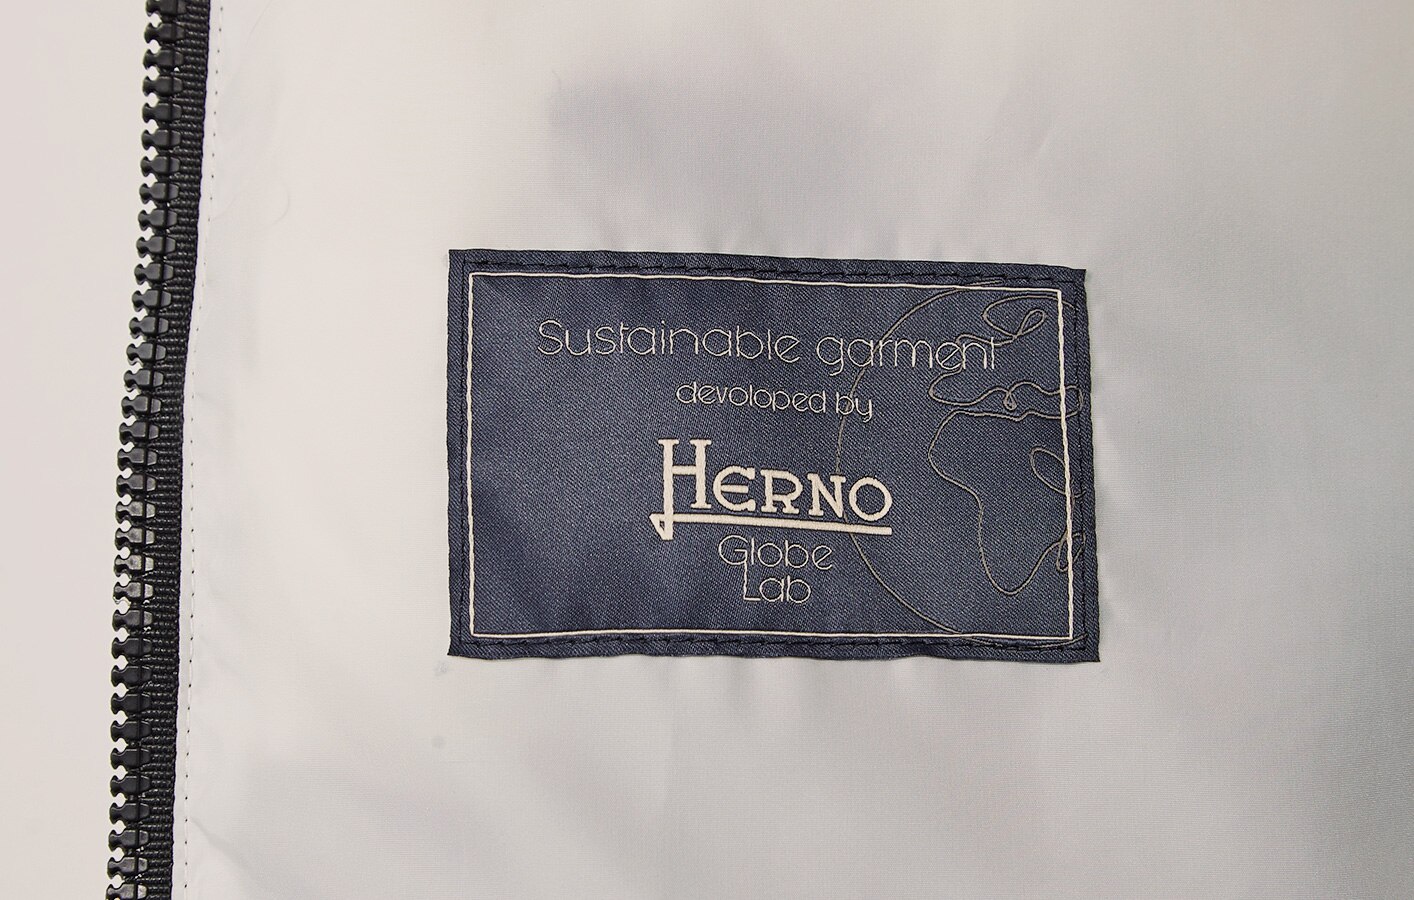 Sustainable garment
devoloped by
HERNO
Globe
Lab